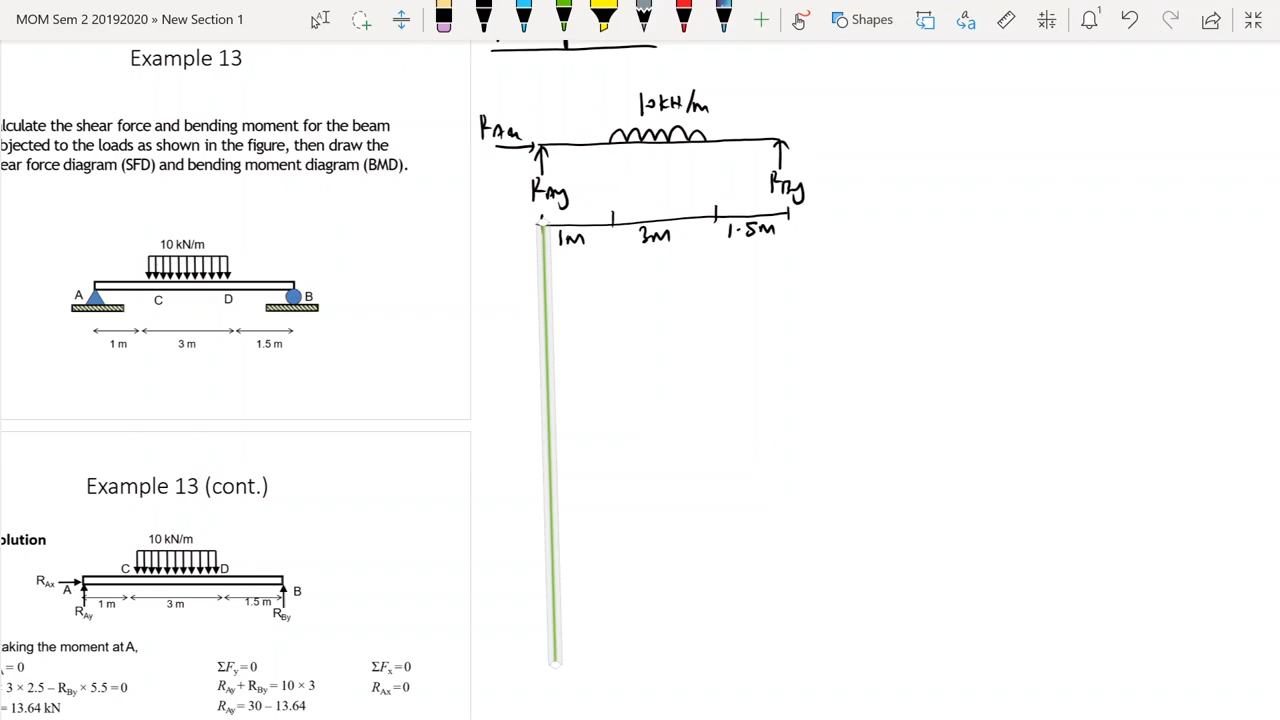 MOM Sem 2 20192020 » New Section 1
Shapes
Example 13
lculate the shear force and bending moment for the beam
bjected to the loads as shown in the figure, then draw the
ear force diagram (SFD) and bending moment diagram (BMD).
10 kN/m
A
C
D
B
1 m
3 m
1.5 m
Example 13 (cont.)
olution
10 kN/m
C
D
RAx
A
B
1 m
3 m
1.5 m
RAy
RBy
aking the moment at A,
= 0
ΣFy = 0
ΣFx = 0
3 × 2.5 – RBy × 5.5 = 0
RAy + RBy = 10 × 3
RAx = 0
= 13.64 kN
RAy = 30 – 13.64
10kN/m
RAx
RAy
RBy
1m
3m
1.5m